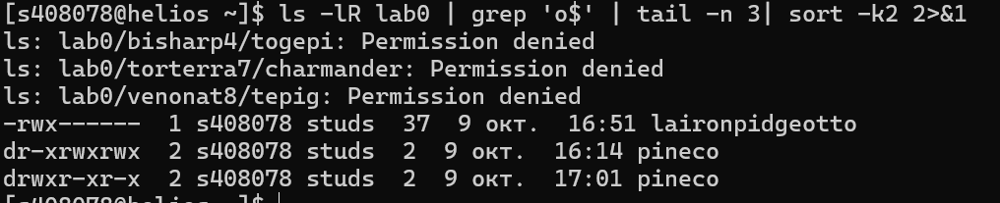 [s408078@helios ~]$ ls -lR lab0 | grep 'o$' | tail -n 3| sort -k2 2>&1
ls: lab0/bisharp4/togepi: Permission denied
ls: lab0/torterra7/charmander: Permission denied
ls: lab0/venonat8/tepig: Permission denied
-rwx------  1 s408078 studs  37  9 окт.  16:51 laironpidgeotto
dr-xrwxrwx  2 s408078 studs  2  9 окт.  16:14 pineco
drwxr-xr-x  2 s408078 studs  2  9 окт.  17:01 pineco
[s408078@helios ~]$